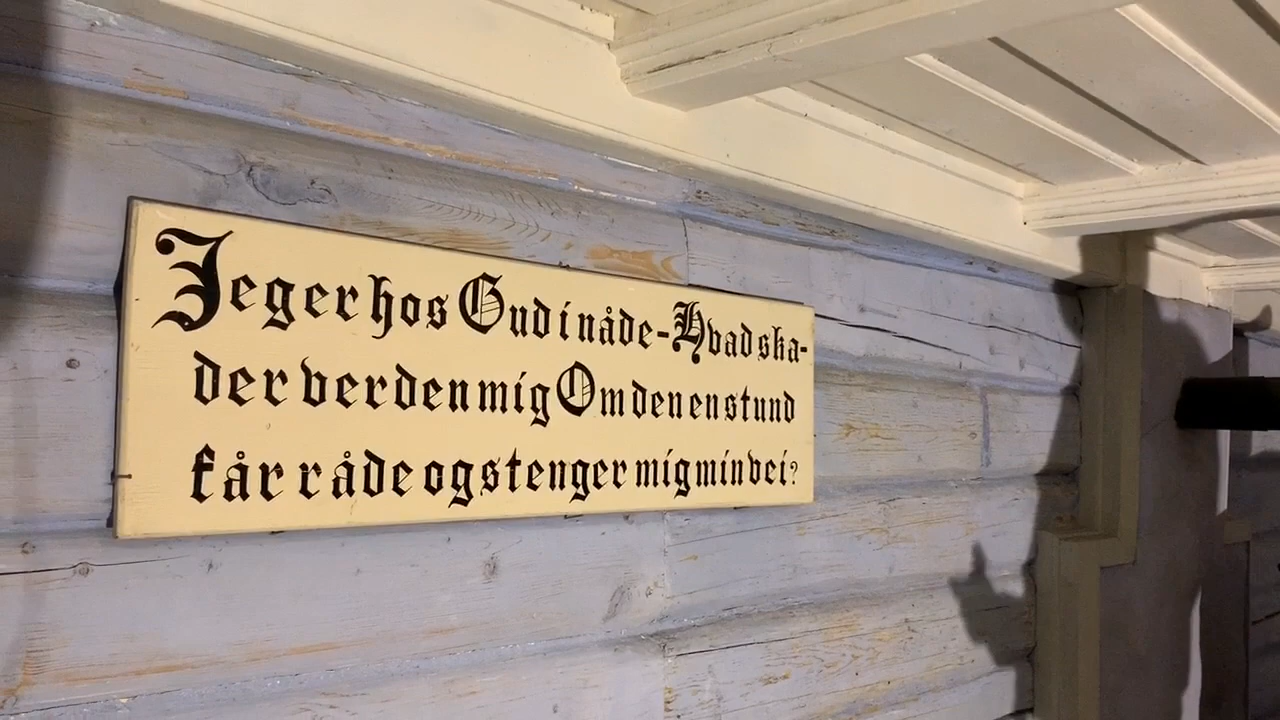 Jeg er hos Gud i nåde - Hvad ska-
der verden mig Om den en stund
får råde og stenger mig min vei?